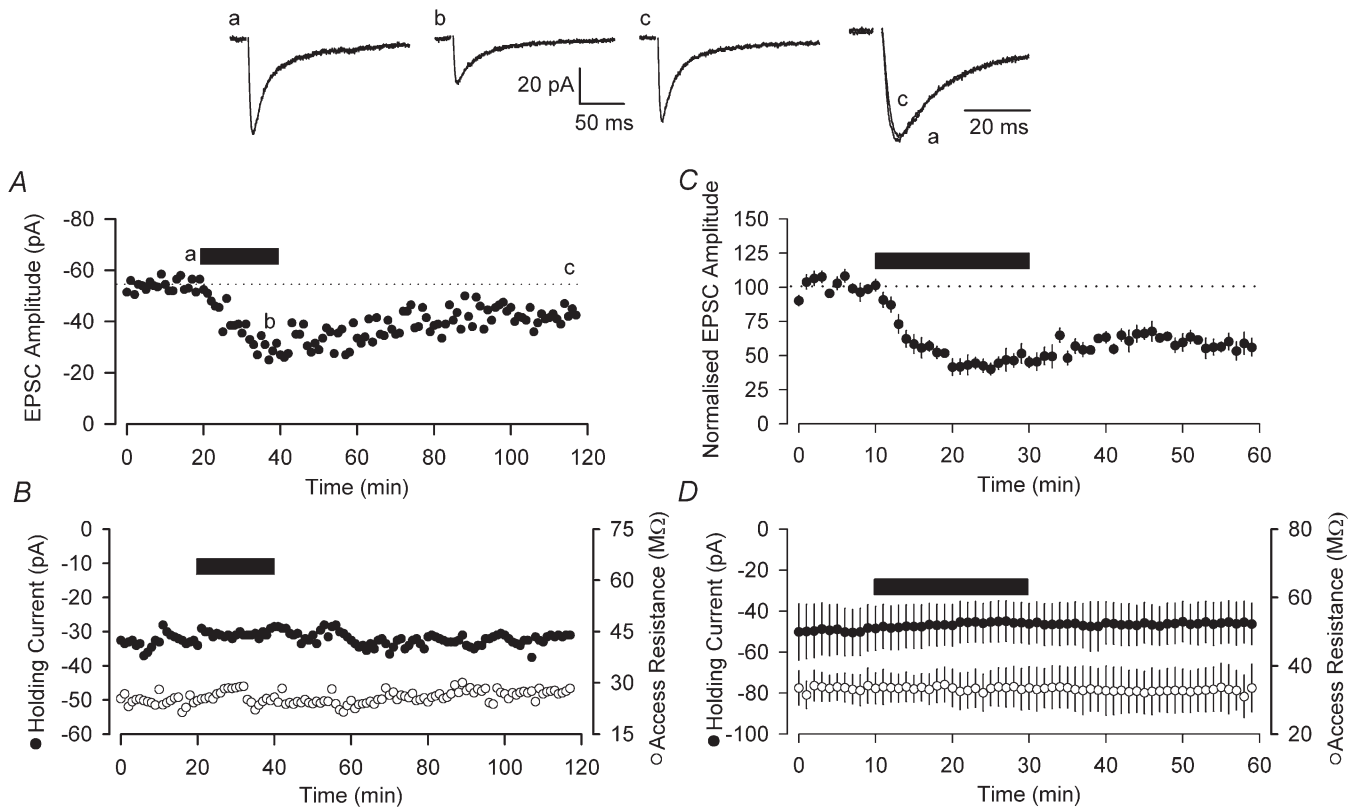 a b c
20 pA
50 ms
c
a
20 ms
A
EPSC Amplitude (pA)
-80
-60
-40
-20
0
a
b
c
0 20 40 60 80 100 120
Time (min)
C
Normalised EPSC Amplitude
150
125
100
75
50
25
0
0 10 20 30 40 50 60
Time (min)
B
● Holding Current (pA)
0
-10
-20
-30
-40
-50
-60
75
60
45
30
15
○ Access Resistance (MΩ)
0 20 40 60 80 100 120
Time (min)
D
● Holding Current (pA)
0
-20
-40
-60
-80
-100
80
60
40
20
○ Access Resistance (MΩ)
0 10 20 30 40 50 60
Time (min)